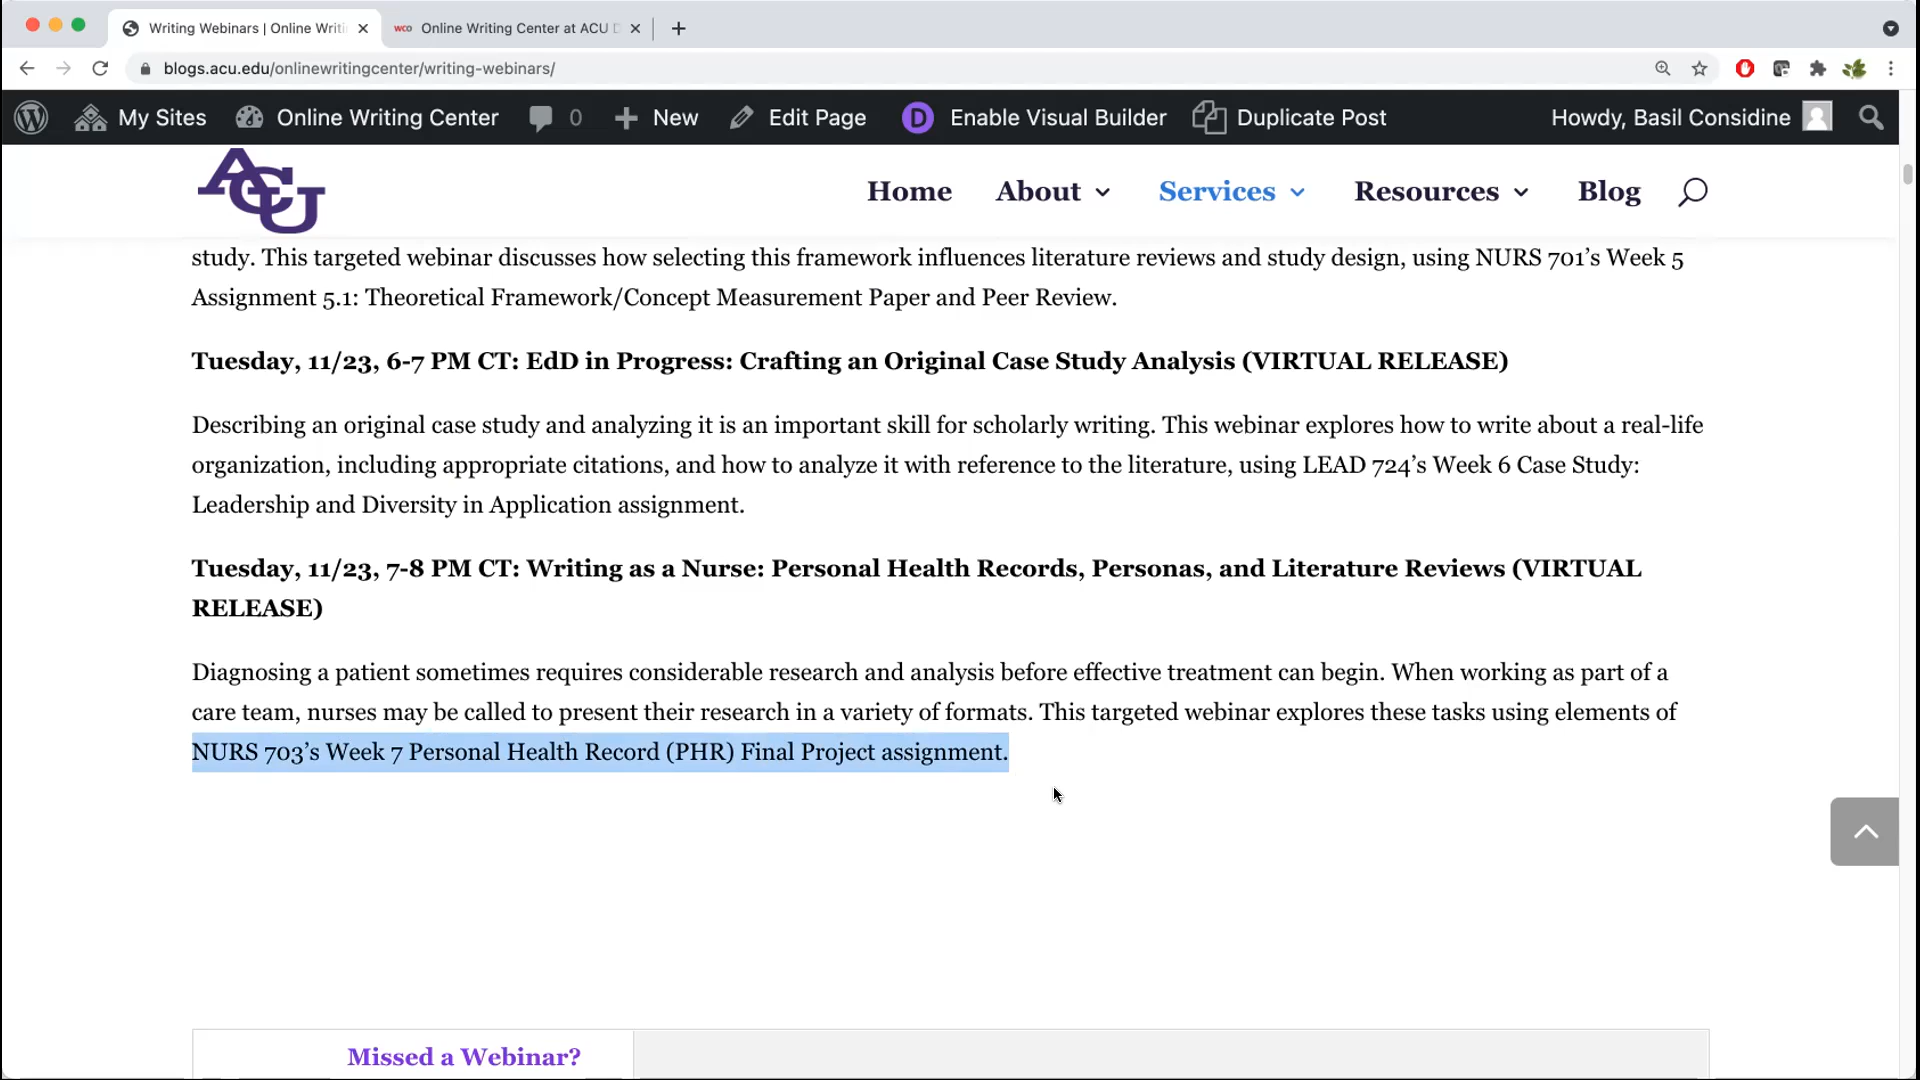 Writing Webinars | Online Writi
WCO Online Writing Center at ACU D
blogs.acu.edu/onlinewritingcenter/writing-webinars/
My Sites Online Writing Center 0 New Edit Page D Enable Visual Builder Duplicate Post Howdy, Basil Considine
ACU Home About Services Resources Blog
study. This targeted webinar discusses how selecting this framework influences literature reviews and study design, using NURS 701’s Week 5
Assignment 5.1: Theoretical Framework/Concept Measurement Paper and Peer Review.
Tuesday, 11/23, 6-7 PM CT: EdD in Progress: Crafting an Original Case Study Analysis (VIRTUAL RELEASE)
Describing an original case study and analyzing it is an important skill for scholarly writing. This webinar explores how to write about a real-life
organization, including appropriate citations, and how to analyze it with reference to the literature, using LEAD 724’s Week 6 Case Study:
Leadership and Diversity in Application assignment.
Tuesday, 11/23, 7-8 PM CT: Writing as a Nurse: Personal Health Records, Personas, and Literature Reviews (VIRTUAL
RELEASE)
Diagnosing a patient sometimes requires considerable research and analysis before effective treatment can begin. When working as part of a
care team, nurses may be called to present their research in a variety of formats. This targeted webinar explores these tasks using elements of
NURS 703’s Week 7 Personal Health Record (PHR) Final Project assignment.
Missed a Webinar?